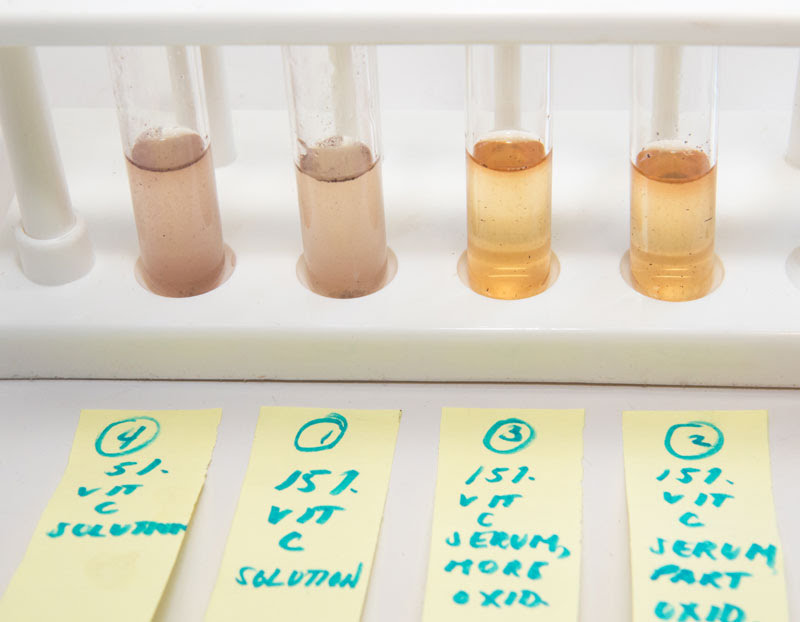 4
5%.
VIT
C
SOLUTION
1
15%.
VIT
C
SOLUTION
3
15%.
VIT
C
SERUM,
MORE
OXID.
2
15%.
VIT
C
SERUM
PART
OXID.